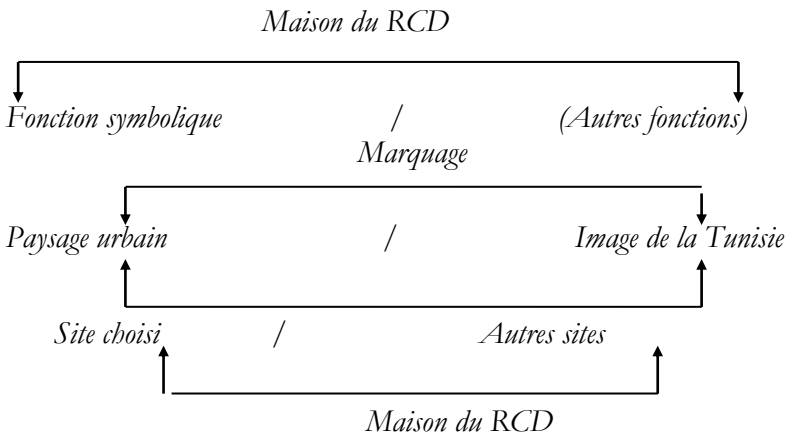 Maison du RCD
Fonction symbolique / (Autres fonctions)
Marquage
Paysage urbain / Image de la Tunisie
Site choisi / Autres sites
Maison du RCD